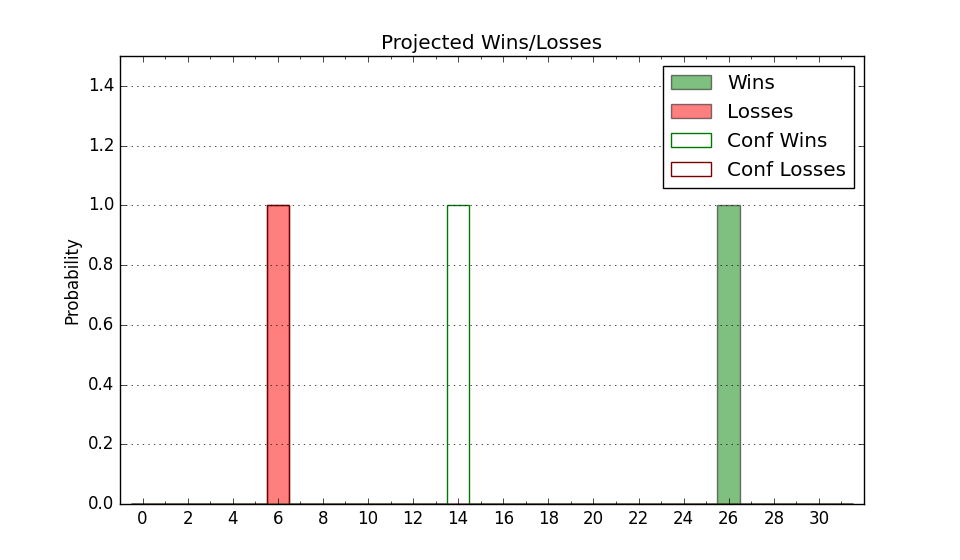 Projected Wins/Losses
Wins
Losses
Conf Wins
Conf Losses
Probability
1.4
1.2
1.0
0.8
0.6
0.4
0.2
0.0
0 2 4 6 8 10 12 14 16 18 20 22 24 26 28 30